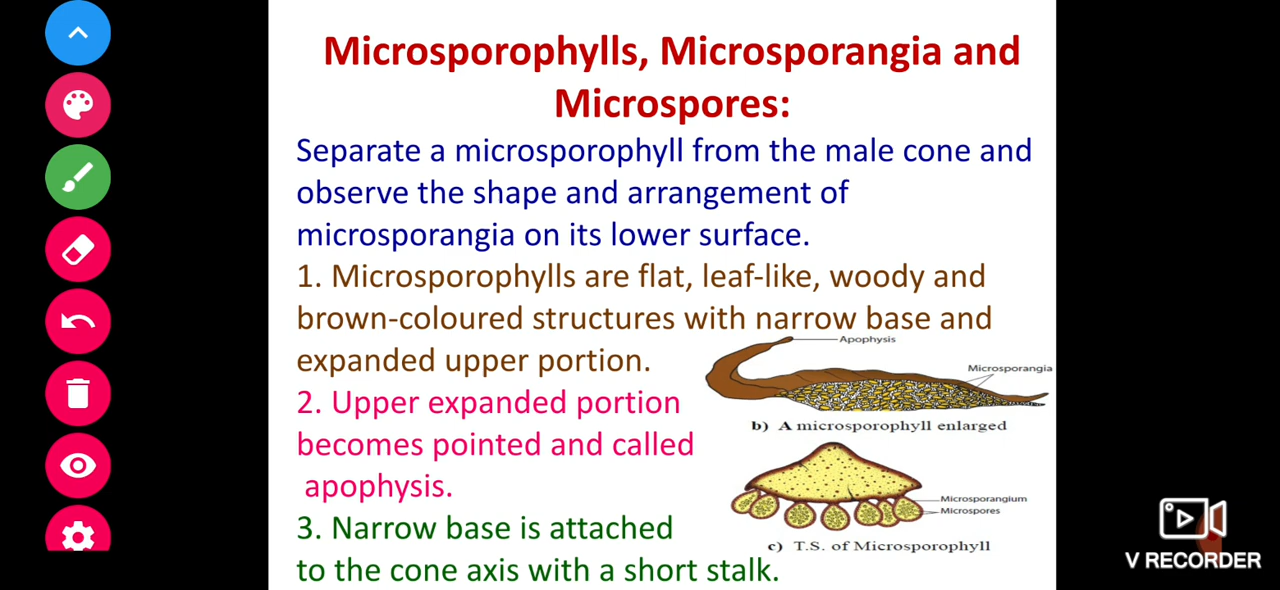 Microsporophylls, Microsporangia and
Microspores:
Separate a microsporophyll from the male cone and
observe the shape and arrangement of
microsporangia on its lower surface.
1. Microsporophylls are flat, leaf-like, woody and
brown-coloured structures with narrow base and
expanded upper portion.
2. Upper expanded portion
becomes pointed and called
apophysis.
3. Narrow base is attached
to the cone axis with a short stalk.
Apophysis
Microsporangia
b) A microsporophyll enlarged
Microsporangium
Microspores
c) T.S. of Microsporophyll
V RECORDER